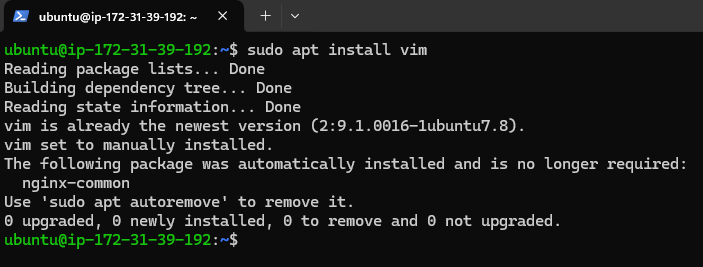 ubuntu@ip-172-31-39-192: ~
ubuntu@ip-172-31-39-192:~$ sudo apt install vim
Reading package lists... Done
Building dependency tree... Done
Reading state information... Done
vim is already the newest version (2:9.1.0016-1ubuntu7.8).
vim set to manually installed.
The following package was automatically installed and is no longer required:
  nginx-common
Use 'sudo apt autoremove' to remove it.
0 upgraded, 0 newly installed, 0 to remove and 0 not upgraded.
ubuntu@ip-172-31-39-192:~$